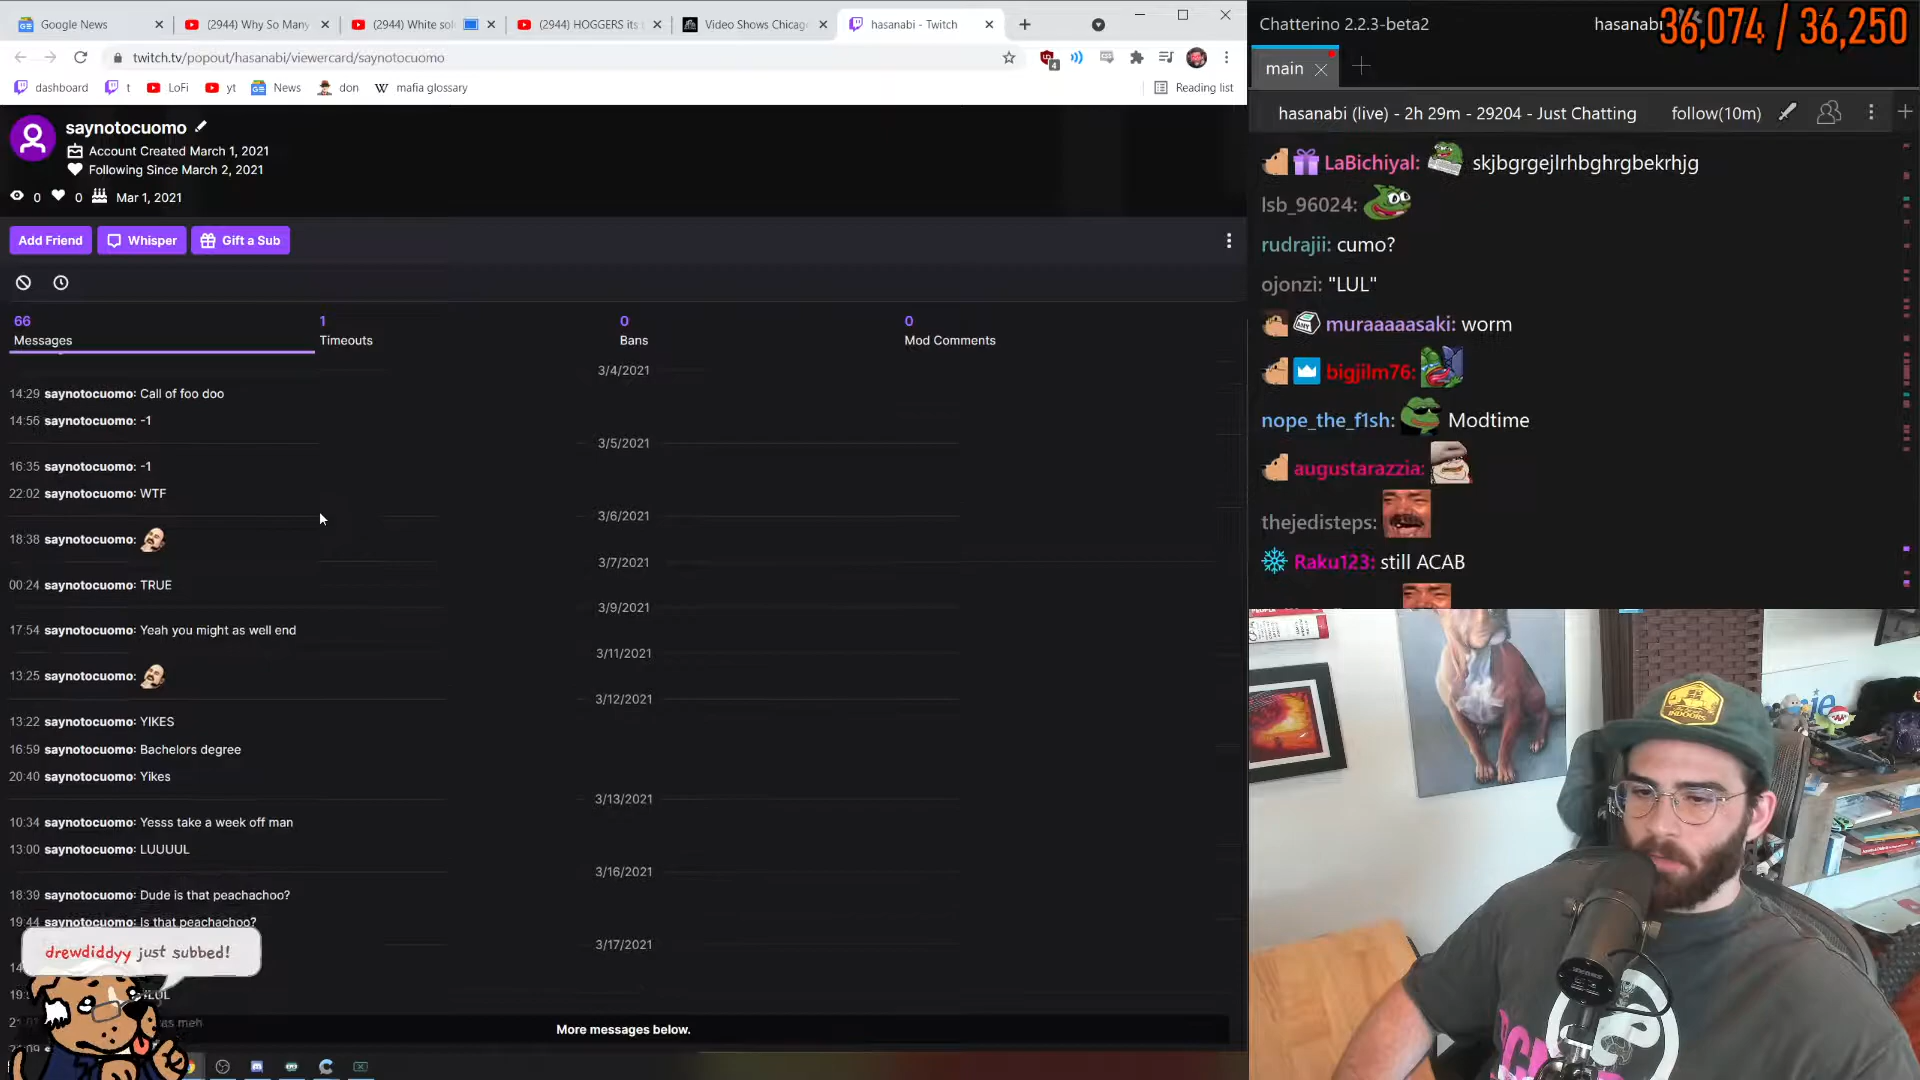 Google News
(2944) Why So Many
(2944) White sol
(2944) HOGGERS its
Video Shows Chicag
hasanabi - Twitch
twitch.tv/popout/hasanabi/viewercard/saynotocuomo
4
dashboard
t
LoFi
yt
News
don
mafia glossary
Reading list
saynotocuomo
Account Created March 1, 2021
Following Since March 2, 2021
0
0
Mar 1, 2021
Add Friend
Whisper
Gift a Sub
66
Messages
1
Timeouts
0
Bans
0
Mod Comments
3/4/2021
14:29 saynotocuomo: Call of foo doo
14:56 saynotocuomo: -1
3/5/2021
16:35 saynotocuomo: -1
22:02 saynotocuomo: WTF
3/6/2021
18:38 saynotocuomo:
3/7/2021
00:24 saynotocuomo: TRUE
3/9/2021
17:54 saynotocuomo: Yeah you might as well end
3/11/2021
13:25 saynotocuomo:
3/12/2021
13:22 saynotocuomo: YIKES
16:59 saynotocuomo: Bachelors degree
20:40 saynotocuomo: Yikes
3/13/2021
10:34 saynotocuomo: Yesss take a week off man
13:00 saynotocuomo: LUUUUL
3/16/2021
18:39 saynotocuomo: Dude is that peachachoo?
19:44 saynotocuomo: Is that peachachoo?
3/17/2021
drewdiddyy just subbed!
More messages below.
Chatterino 2.2.3-beta2
hasanabi
36,074 / 36,250
main
hasanabi (live) - 2h 29m - 29204 - Just Chatting
follow(10m)
LaBichiyal: skjbgrgejlrhbghrgbekrhjg
lsb_96024:
rudrajii: cumo?
ojonzi: "LUL"
muraaaaasaki: worm
bigjilm76:
nope_the_f1sh: Modtime
augustarazzia:
thejedisteps:
Raku123: still ACAB